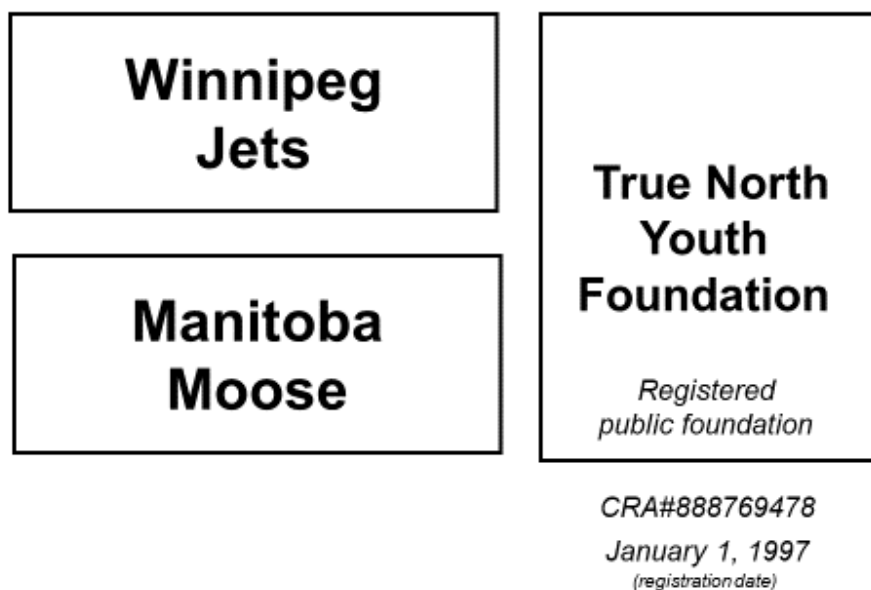 Winnipeg
Jets
Manitoba
Moose
True North
Youth
Foundation
Registered
public foundation
CRA#888769478
January 1, 1997
(registration date)